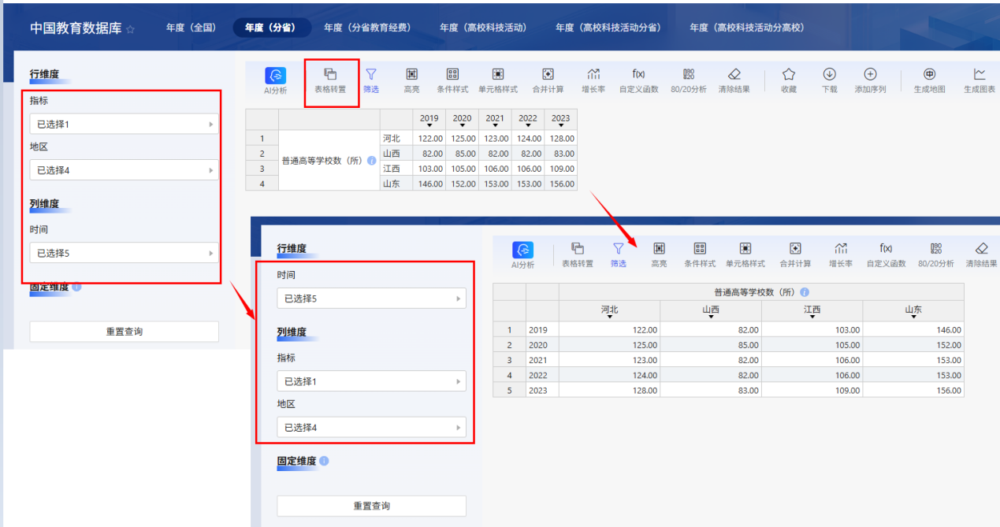 中国教育数据库 年度（全国） 年度（分省） 年度（分省教育经费） 年度（高校科技活动） 年度（高校科技活动分省） 年度（高校科技活动分高校）
行维度
指标
已选择1
地区
已选择4
列维度
时间
已选择5
固定维度
重置查询
AI分析 表格转置 筛选 高亮 条件样式 单元格样式 合并计算 增长率 自定义函数 80/20分析 清除结果 收藏 下载 添加序列 生成地图 生成图表
2019 2020 2021 2022 2023
普通高等学校数（所）
1 河北 122.00 125.00 123.00 124.00 128.00
2 山西 82.00 85.00 82.00 82.00 83.00
3 江西 103.00 105.00 106.00 106.00 109.00
4 山东 146.00 152.00 153.00 153.00 156.00
行维度
时间
已选择5
列维度
指标
已选择1
地区
已选择4
固定维度
重置查询
AI分析 表格转置 筛选 高亮 条件样式 单元格样式 合并计算 增长率 自定义函数 80/20分析 清除结果
普通高等学校数（所）
河北 山西 江西 山东
1 2019 122.00 82.00 103.00 146.00
2 2020 125.00 85.00 105.00 152.00
3 2021 123.00 82.00 106.00 153.00
4 2022 124.00 82.00 106.00 153.00
5 2023 128.00 83.00 109.00 156.00